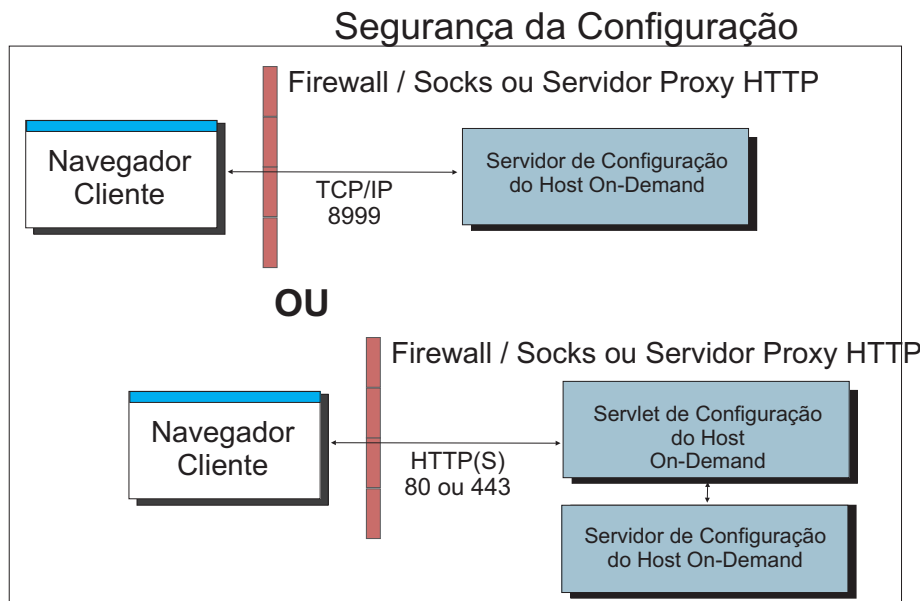 Segurança da Configuração
Firewall / Socks ou Servidor Proxy HTTP
Navegador
Cliente
TCP/IP
8999
Servidor de Configuração
do Host On-Demand
OU
Firewall / Socks ou Servidor Proxy HTTP
Navegador
Cliente
HTTP(S)
80 ou 443
Servlet de Configuração
do Host
On-Demand
Servidor de Configuração
do Host On-Demand